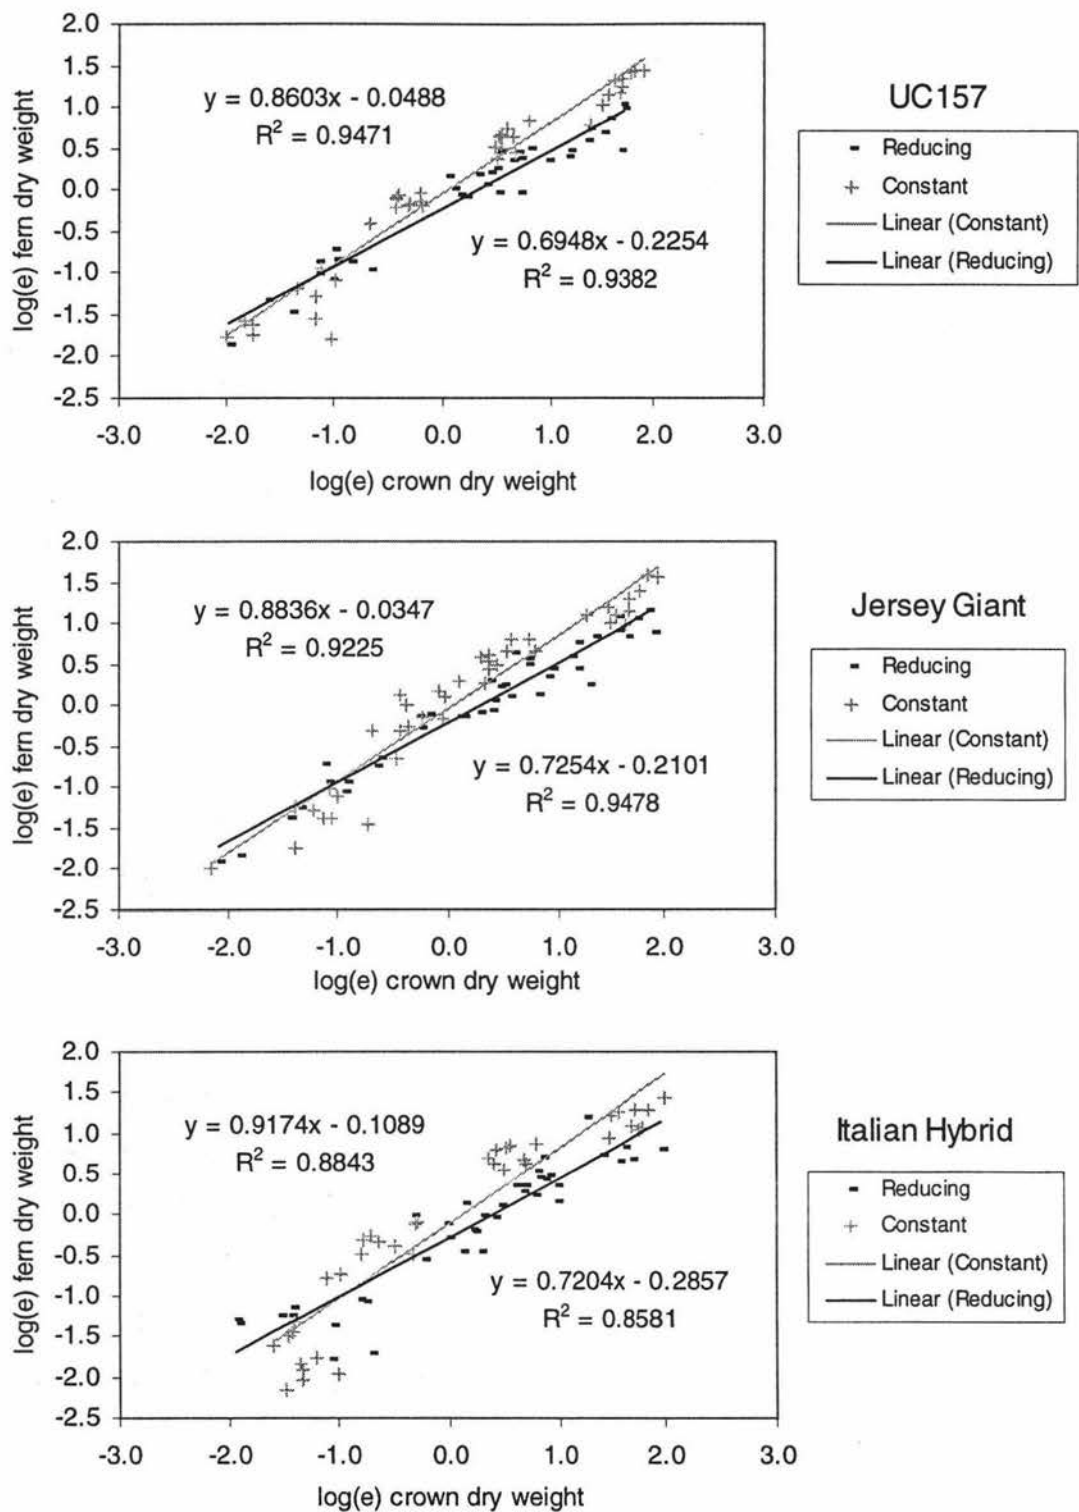 2.0
1.5
1.0
0.5
0.0
-0.5
-1.0
-1.5
-2.0
-2.5
log(e) fern dry weight
y = 0.8603x - 0.0488
R² = 0.9471
y = 0.6948x - 0.2254
R² = 0.9382
-3.0 -2.0 -1.0 0.0 1.0 2.0 3.0
log(e) crown dry weight
UC157
Reducing
Constant
Linear (Constant)
Linear (Reducing)
2.0
1.5
1.0
0.5
0.0
-0.5
-1.0
-1.5
-2.0
-2.5
log(e) fern dry weight
y = 0.8836x - 0.0347
R² = 0.9225
y = 0.7254x - 0.2101
R² = 0.9478
-3.0 -2.0 -1.0 0.0 1.0 2.0 3.0
log(e) crown dry weight
Jersey Giant
Reducing
Constant
Linear (Constant)
Linear (Reducing)
2.0
1.5
1.0
0.5
0.0
-0.5
-1.0
-1.5
-2.0
-2.5
log(e) fern dry weight
y = 0.9174x - 0.1089
R² = 0.8843
y = 0.7204x - 0.2857
R² = 0.8581
-3.0 -2.0 -1.0 0.0 1.0 2.0 3.0
log(e) crown dry weight
Italian Hybrid
Reducing
Constant
Linear (Constant)
Linear (Reducing)